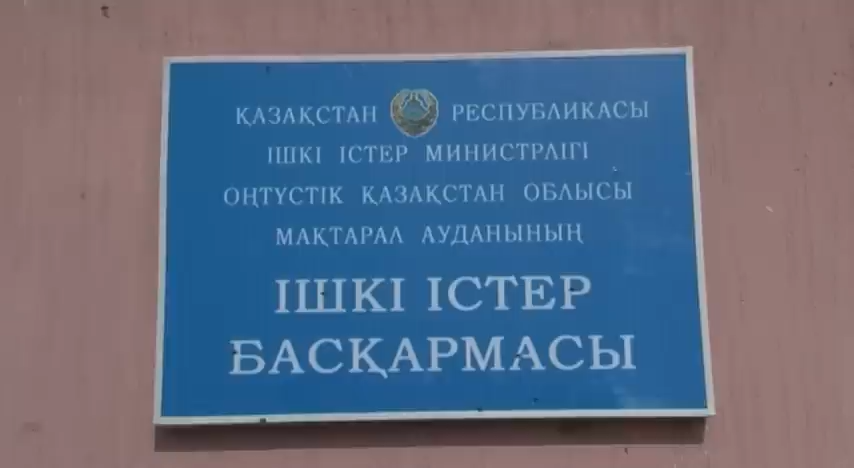 ҚАЗАҚСТАН РЕСПУБЛИКАСЫ
ІШКІ ІСТЕР МИНИСТРЛІГІ
ОҢТҮСТІК ҚАЗАҚСТАН ОБЛЫСЫ
МАҚТАРАЛ АУДАНЫНЫҢ
ІШКІ ІСТЕР
БАСҚАРМАСЫ